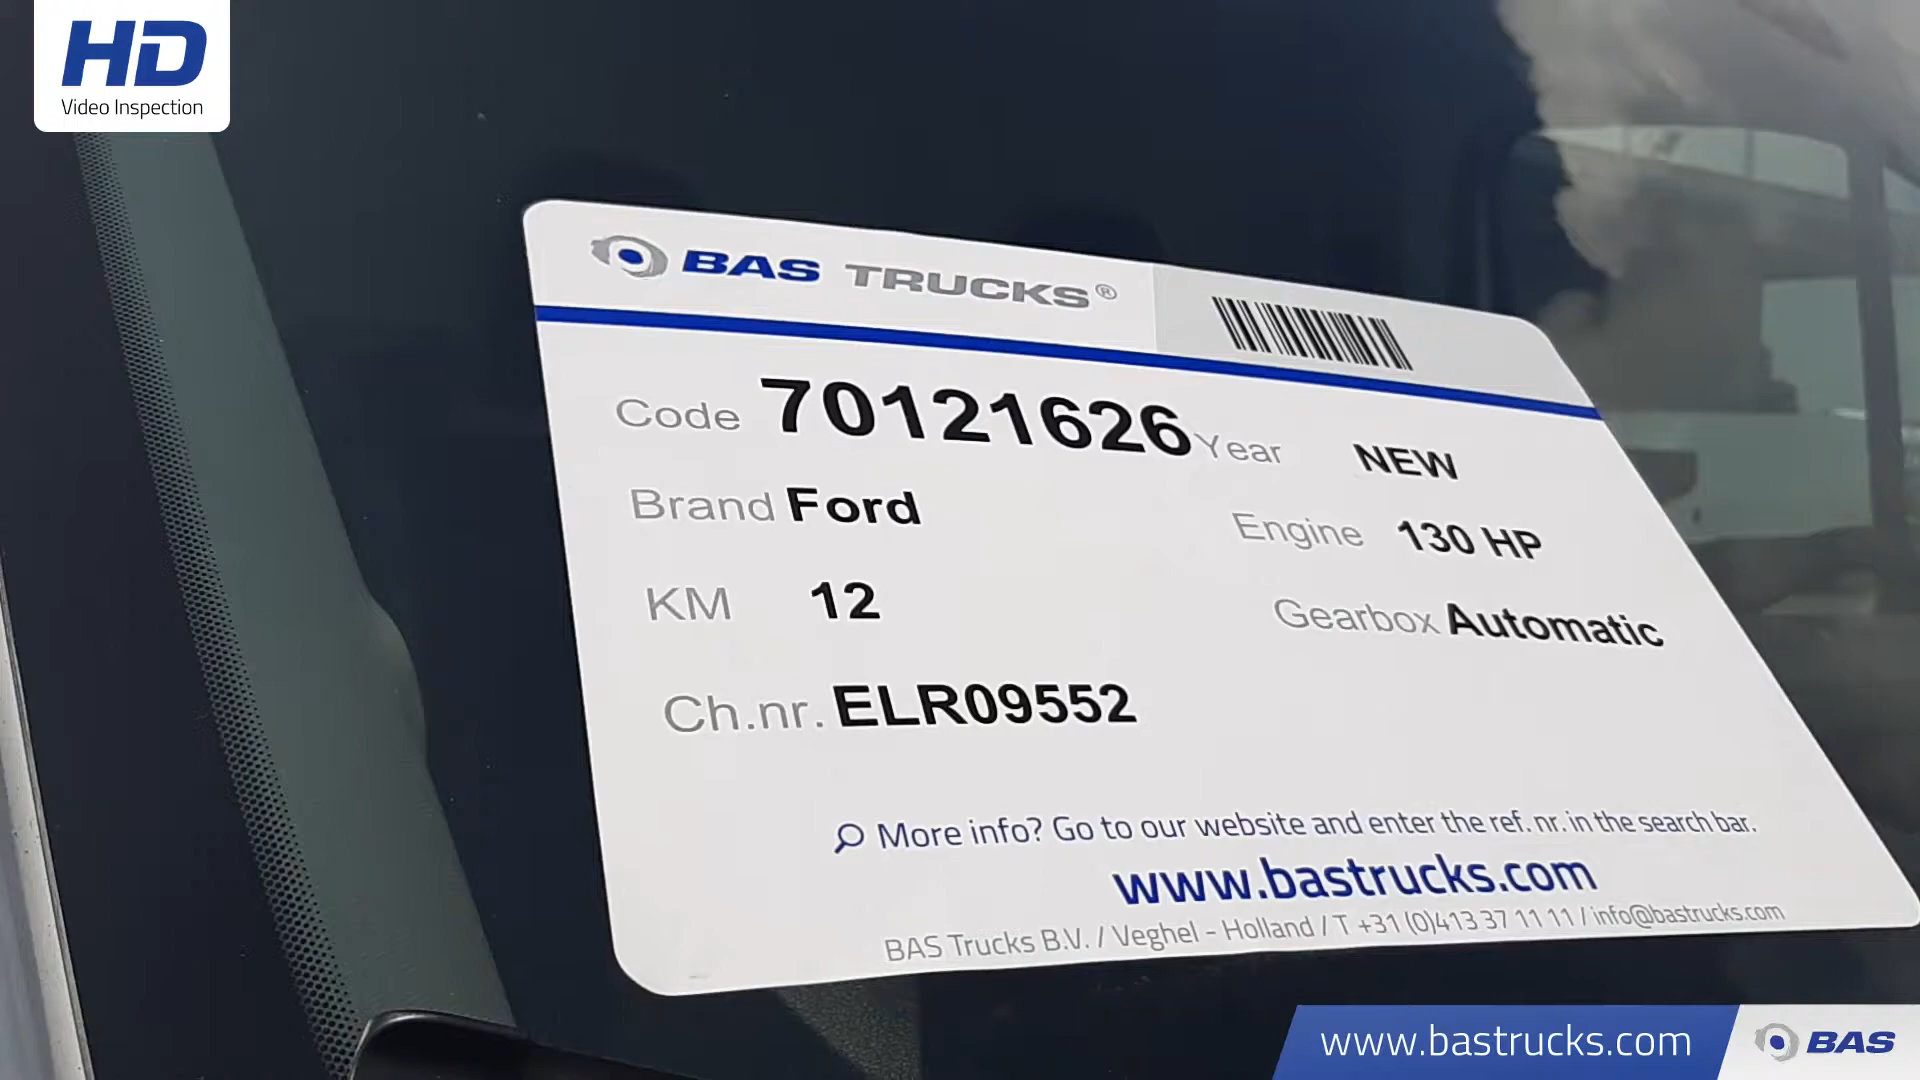 HD
Video Inspection
BAS TRUCKS®
Code 70121626 Year NEW
Brand Ford
Engine 130 HP
KM 12
Gearbox Automatic
Ch.nr. ELR09552
More info? Go to our website and enter the ref. nr. in the search bar.
www.bastrucks.com
BAS Trucks B.V. / Veghel - Holland / T +31 (0)413 37 11 11 / info@bastrucks.com
www.bastrucks.com BAS